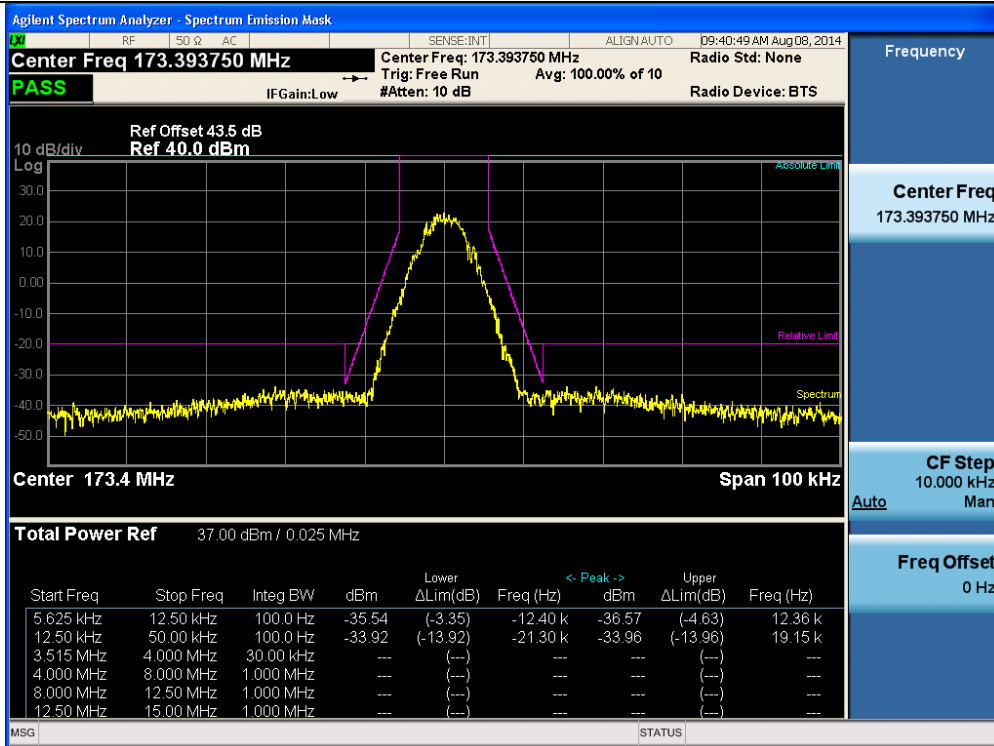 Agilent Spectrum Analyzer - Spectrum Emission Mask
LXI RF 50 Ω AC SENSE:INT ALIGN AUTO 09:40:49 AM Aug 08, 2014
Center Freq 173.393750 MHz Center Freq: 173.393750 MHz Radio Std: None
Trig: Free Run Avg: 100.00% of 10
PASS IFGain:Low #Atten: 10 dB Radio Device: BTS
Frequency
Ref Offset 43.5 dB
10 dB/div Ref 40.0 dBm
Log
Absolute Limit
30.0
20.0
10.0
0.00
-10.0
-20.0
Relative Limit
-30.0
-40.0
Spectrum
-50.0
Center 173.4 MHz Span 100 kHz
Center Freq
173.393750 MHz
CF Step
10.000 kHz
Auto Man
Freq Offset
0 Hz
Total Power Ref 37.00 dBm / 0.025 MHz
Lower <- Peak -> Upper
Start Freq Stop Freq Integ BW dBm ΔLim(dB) Freq (Hz) dBm ΔLim(dB) Freq (Hz)
5.625 kHz 12.50 kHz 100.0 Hz -35.54 (-3.35) -12.40 k -36.57 (-4.63) 12.36 k
12.50 kHz 50.00 kHz 100.0 Hz -33.92 (-13.92) -21.30 k -33.96 (-13.96) 19.15 k
3.515 MHz 4.000 MHz 30.00 kHz --- (---) --- --- (---) ---
4.000 MHz 8.000 MHz 1.000 MHz --- (---) --- --- (---) ---
8.000 MHz 12.50 MHz 1.000 MHz --- (---) --- --- (---) ---
12.50 MHz 15.00 MHz 1.000 MHz --- (---) --- --- (---) ---
MSG STATUS